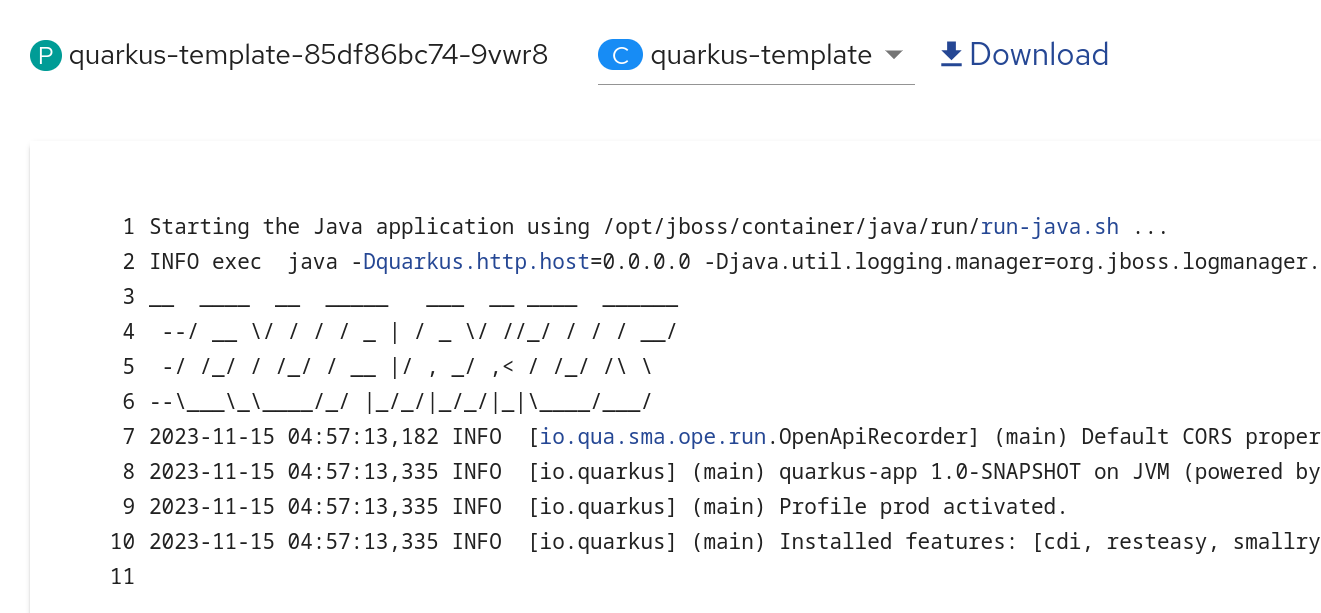 P quarkus-template-85df86bc74-9vwr8 C quarkus-template Download
1 Starting the Java application using /opt/jboss/container/java/run/run-java.sh ...
2 INFO exec  java -Dquarkus.http.host=0.0.0.0 -Djava.util.logging.manager=org.jboss.logmanager.
3 __  ____  __  _____   ___  __ ____  ______
4  --/ __ \/ / / / _ | / _ \/ //_/ / / / __/
5  -/ /_/ / /_/ / __ |/ , _/ ,< / /_/ /\ \
6 --\___\_\____/_/ |_/_/|_/_/|_|\____/___/
7 2023-11-15 04:57:13,182 INFO  [io.qua.sma.ope.run.OpenApiRecorder] (main) Default CORS proper
8 2023-11-15 04:57:13,335 INFO  [io.quarkus] (main) quarkus-app 1.0-SNAPSHOT on JVM (powered by
9 2023-11-15 04:57:13,335 INFO  [io.quarkus] (main) Profile prod activated.
10 2023-11-15 04:57:13,335 INFO  [io.quarkus] (main) Installed features: [cdi, resteasy, smallry
11